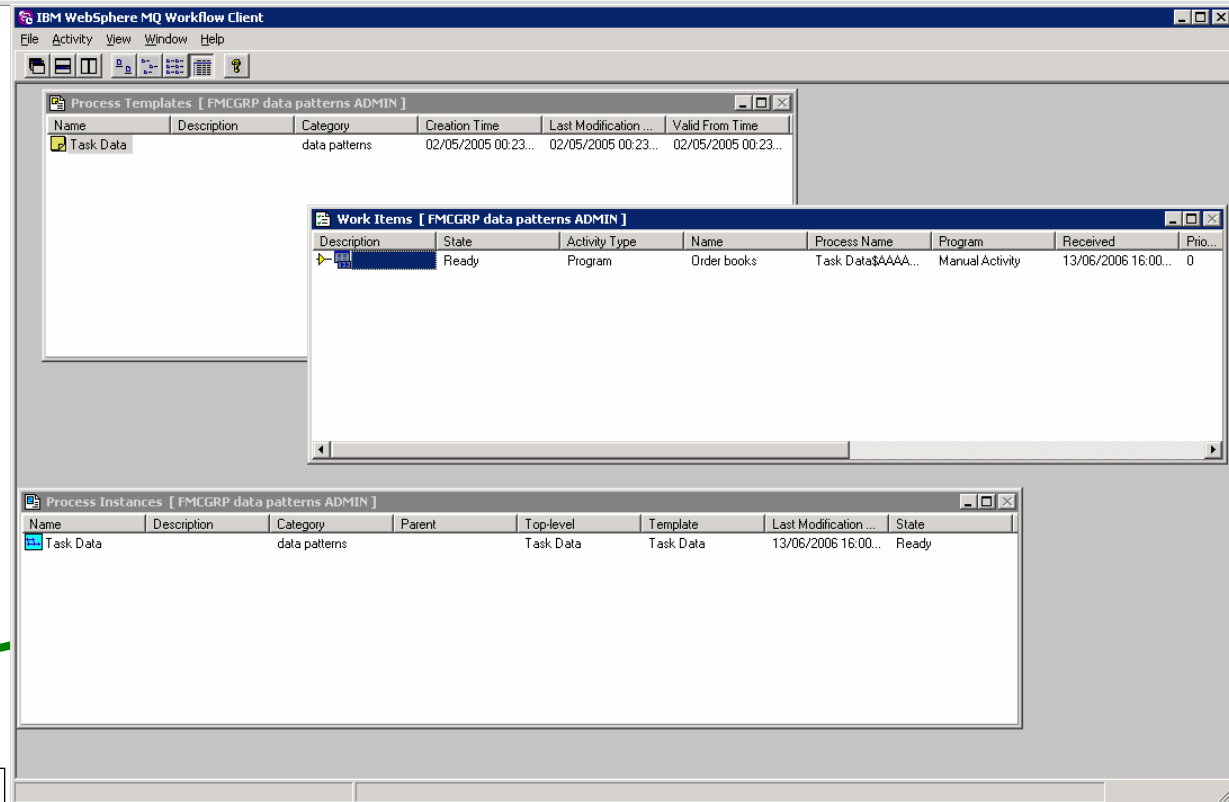 IBM WebSphere MQ Workflow Client
File Activity View Window Help
Process Templates [ FMCGRP data patterns ADMIN ]
Name Description Category Creation Time Last Modification ... Valid From Time
Task Data data patterns 02/05/2005 00:23... 02/05/2005 00:23... 02/05/2005 00:23...
Work Items [ FMCGRP data patterns ADMIN ]
Description State Activity Type Name Process Name Program Received Prio...
Ready Program Order books Task Data$AAAA... Manual Activity 13/06/2006 16:00... 0
Process Instances [ FMCGRP data patterns ADMIN ]
Name Description Category Parent Top-level Template Last Modification ... State
Task Data data patterns Task Data Task Data 13/06/2006 16:00... Ready